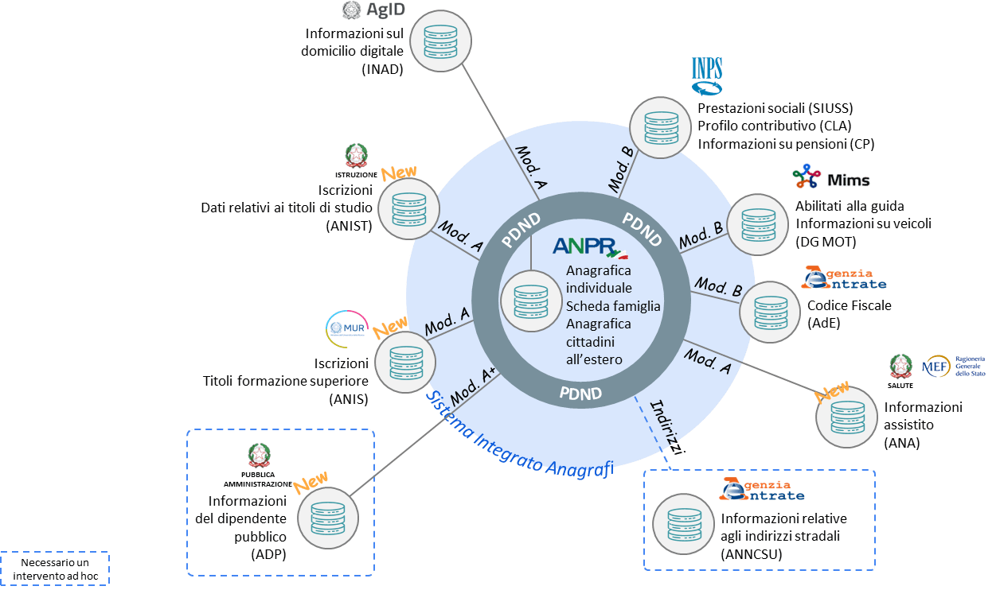 AgID
Informazioni sul
domicilio digitale
(INAD)
INPS
Prestazioni sociali (SIUSS)
Profilo contributivo (CLA)
Informazioni su pensioni (CP)
Mod. A
Mod. B
ISTRUZIONE
New
Iscrizioni
Dati relativi ai titoli di studio
(ANIST)
Mod. A
Mims
Abilitati alla guida
Informazioni su veicoli
(DG MOT)
Mod. B
PDND
PDND
ANPR
Anagrafica
individuale
Scheda famiglia
Anagrafica
cittadini
all’estero
PDND
Agenzia
Entrate
Codice Fiscale
(AdE)
Mod. B
MUR
New
Iscrizioni
Titoli formazione superiore
(ANIS)
Mod. A
Mod. A
SALUTE
MEF
Ragioneria
Generale
dello Stato
New
Informazioni
assistito
(ANA)
Mod. A+
Sistema Integrato Anagrafi
Indirizzi
PUBBLICA
AMMINISTRAZIONE
New
Informazioni
del dipendente
pubblico
(ADP)
Agenzia
Entrate
Informazioni relative
agli indirizzi stradali
(ANNCSU)
Necessario un
intervento ad hoc